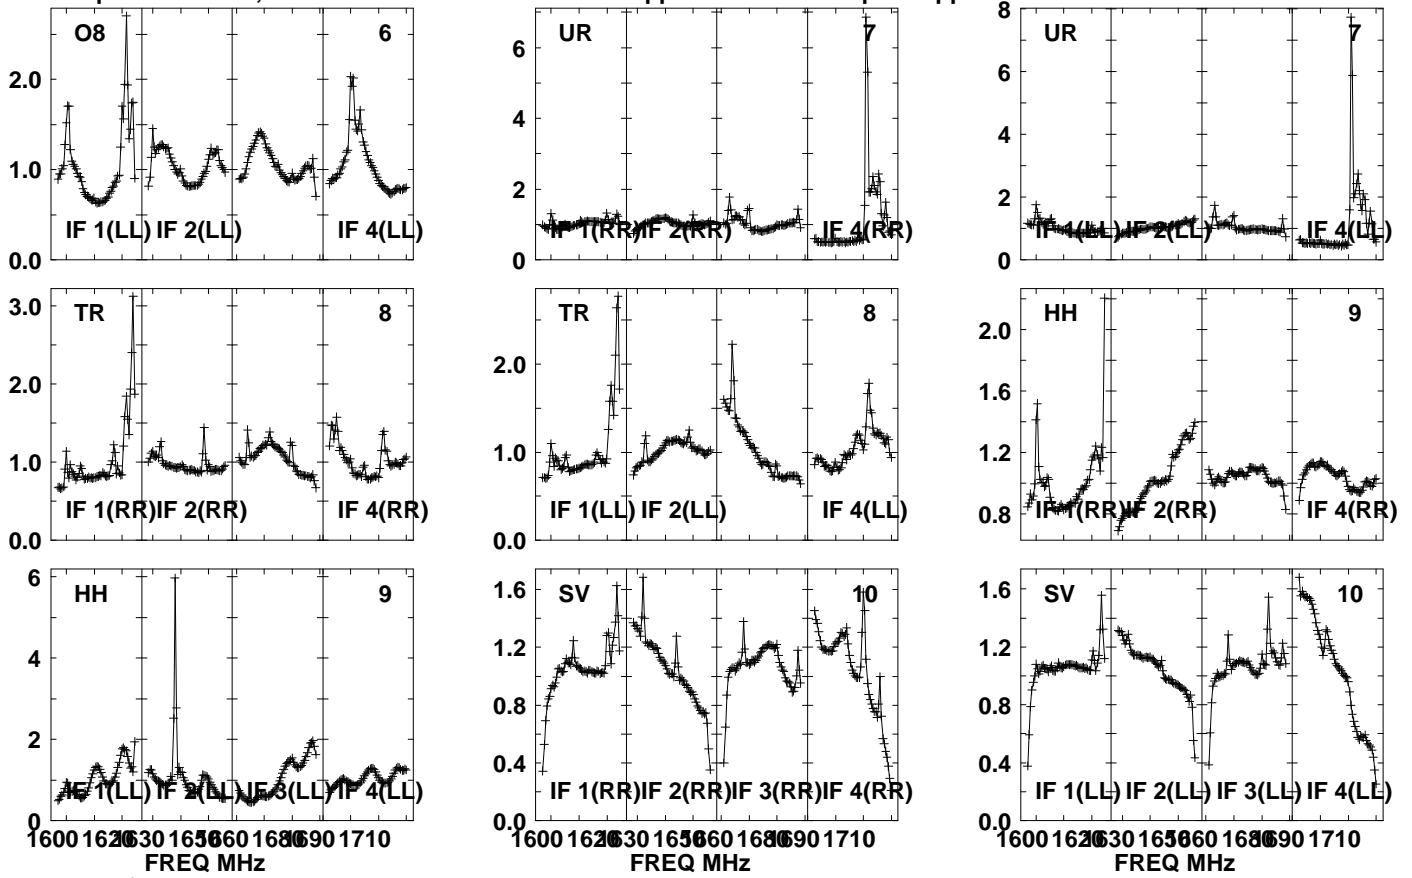 O8 6 UR 7 UR 7
2.0 6 8
1.0 4 6
0.0 2 4
0 2
0
IF 1(LL) IF 2(LL) IF 4(LL) IF 1(RR) IF 2(RR) IF 4(RR) IF 1(LL) IF 2(LL) IF 4(LL)
TR 8 TR 8 HH 9
3.0 2.0 2.0
2.0 1.0 1.6
1.0 0.0 1.2
0.0 0.8
IF 1(RR) IF 2(RR) IF 4(RR) IF 1(LL) IF 2(LL) IF 4(LL) IF 1(RR) IF 2(RR) IF 4(RR)
HH 9 SV 10 SV 10
6 1.6 1.6
4 1.2 1.2
2 0.8 0.8
0 0.4 0.4
0.0 0.0
IF 1(LL) IF 2(LL) IF 3(LL) IF 4(LL) IF 1(RR) IF 2(RR) IF 3(RR) IF 4(RR) IF 1(LL) IF 2(LL) IF 3(LL) IF 4(LL)
1600 1620 1630 1650 1660 1680 1690 1710 1600 1620 1630 1650 1660 1680 1690 1710 1600 1620 1630 1650 1660 1680 1690 1710
FREQ MHz FREQ MHz FREQ MHz